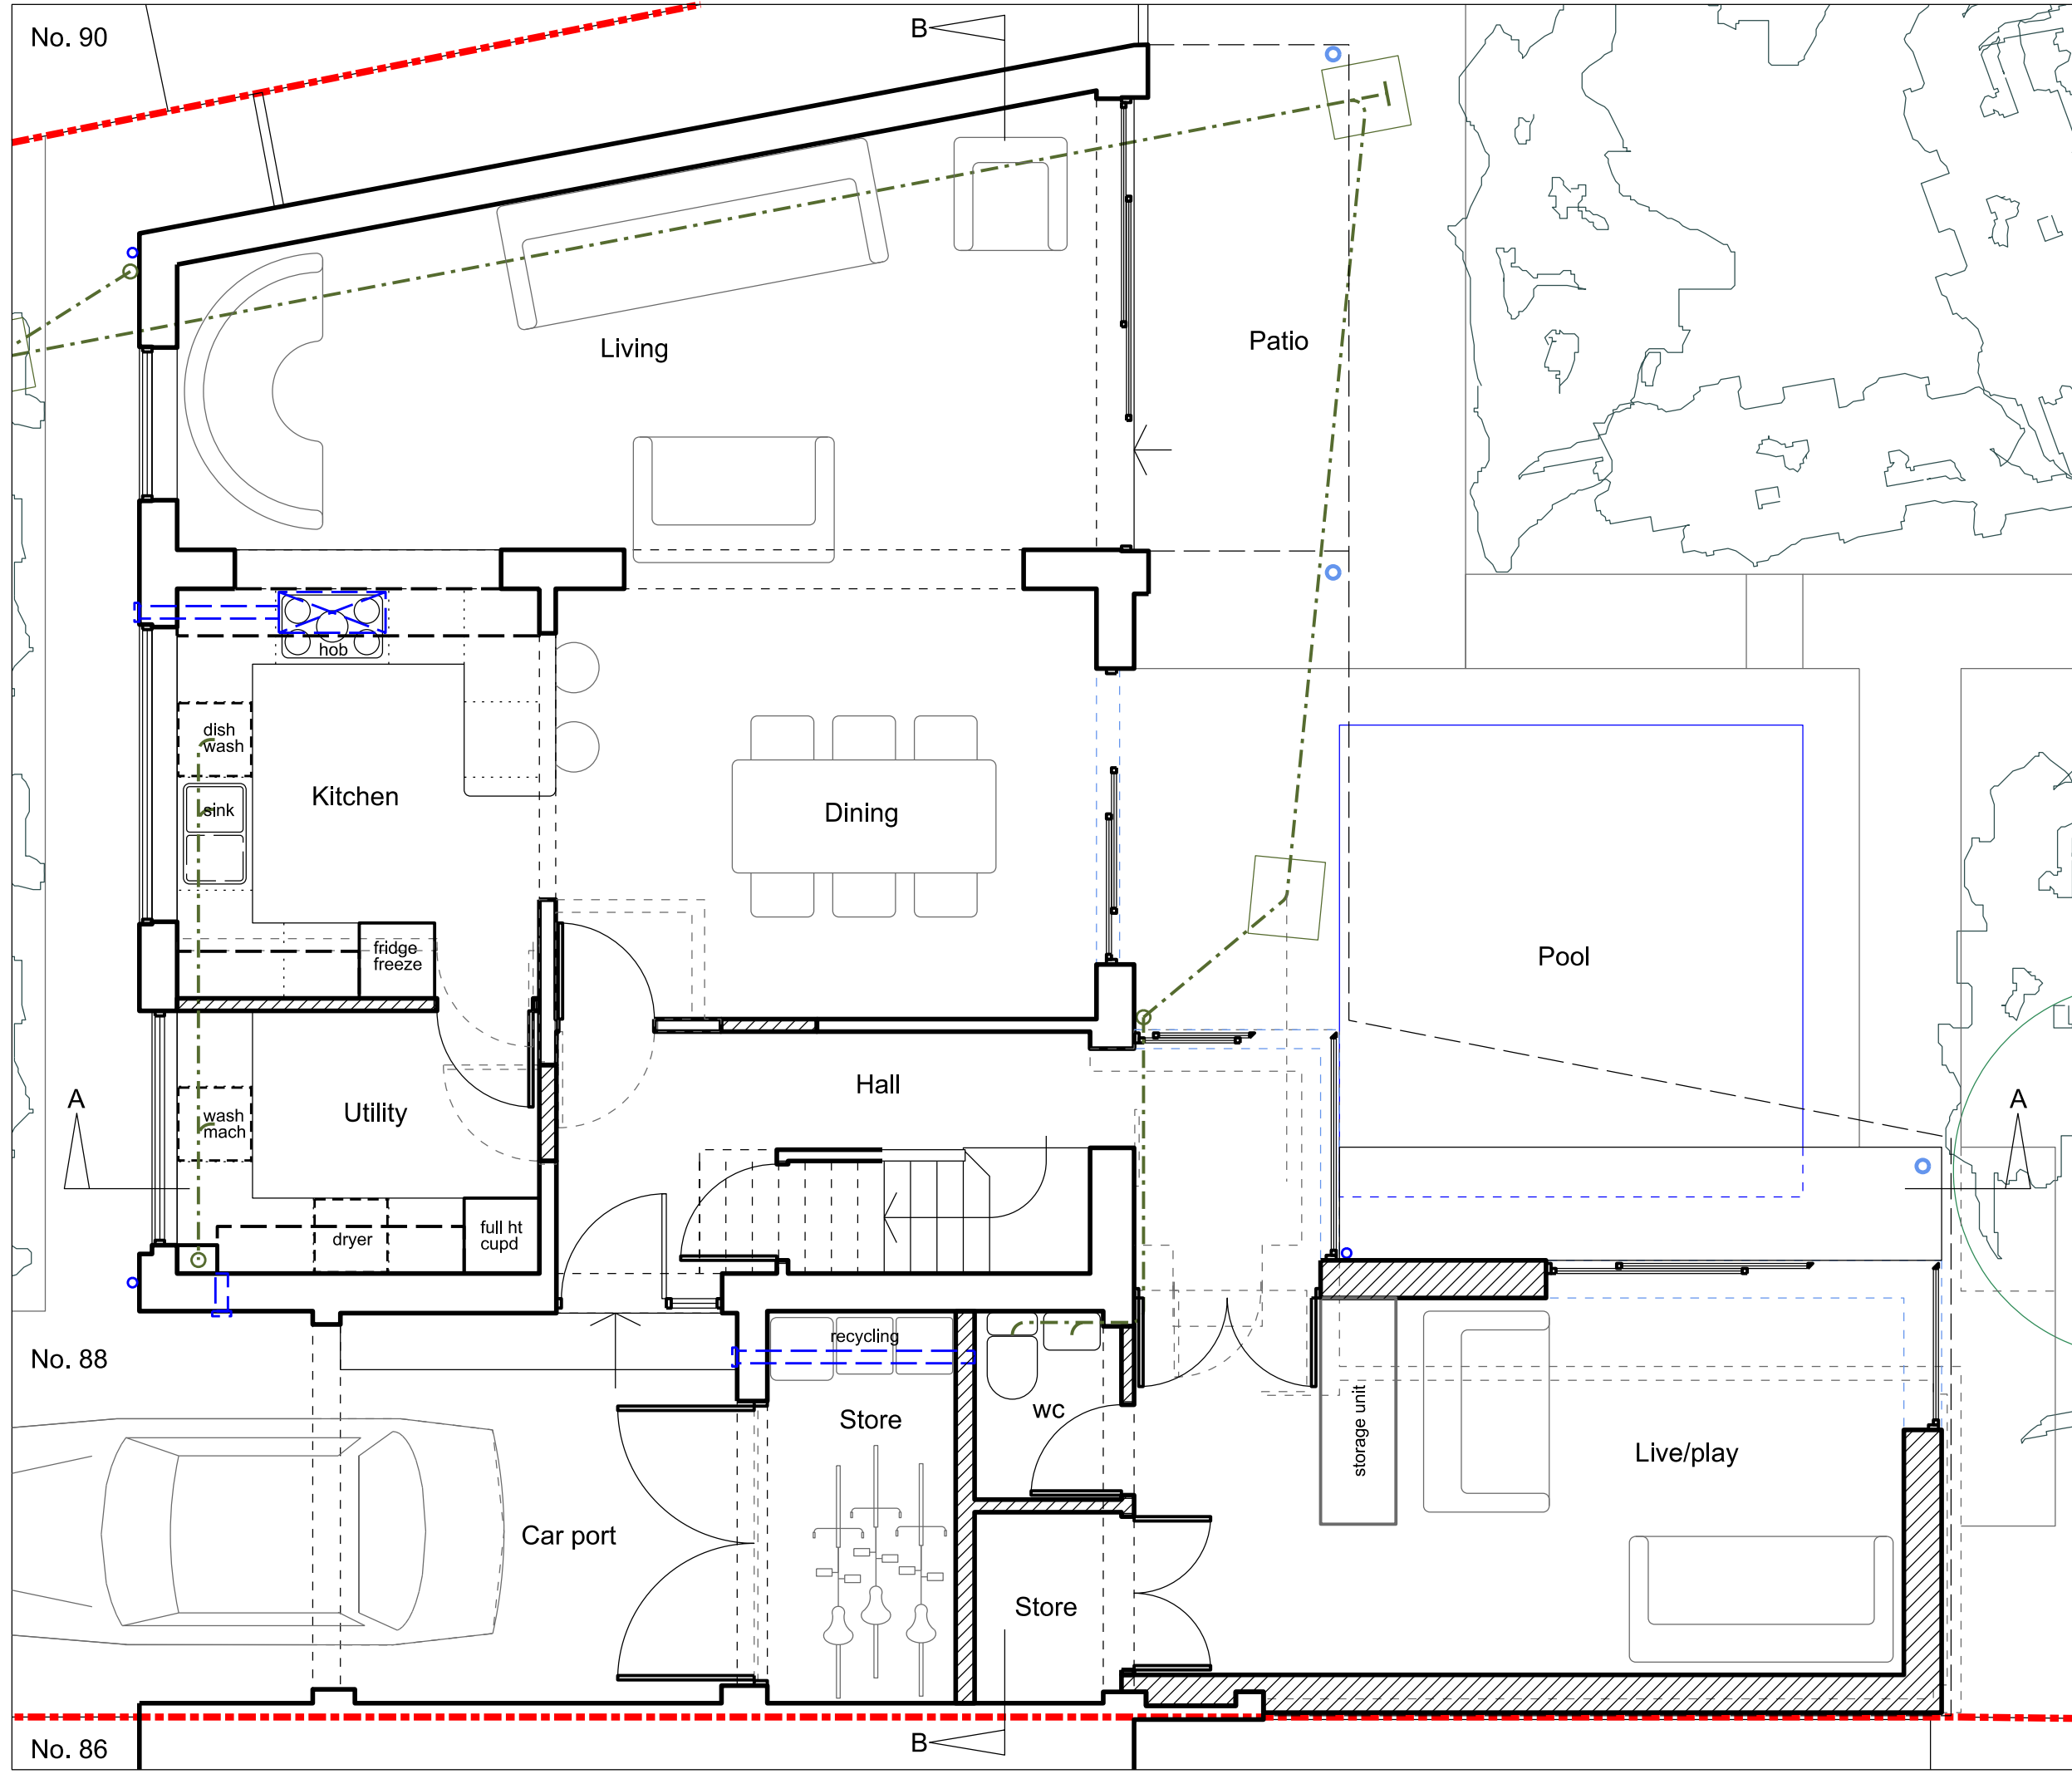 No. 90
B
Living
Patio
hob
dish
wash
sink
Kitchen
Dining
fridge
freeze
Pool
A
wash
mach
Utility
Hall
A
dryer
full ht
cupd
No. 88
recycling
Store
wc
storage unit
Live/play
Car port
Store
B
No. 86